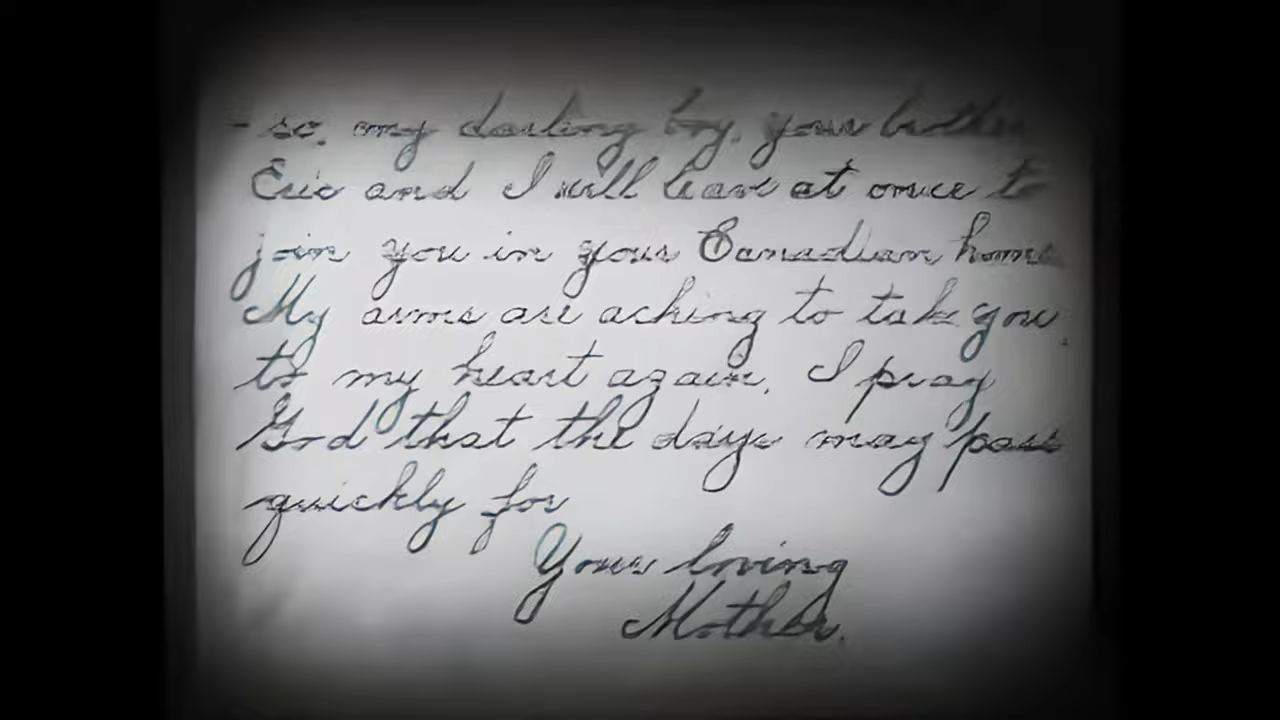 - so, my darling boy, your brother
Eric and I will leave at once to
join you in your Canadian home
My arms are aching to take you
to my heart again. I pray
God that the days may pass
quickly for
Your loving
Mother.